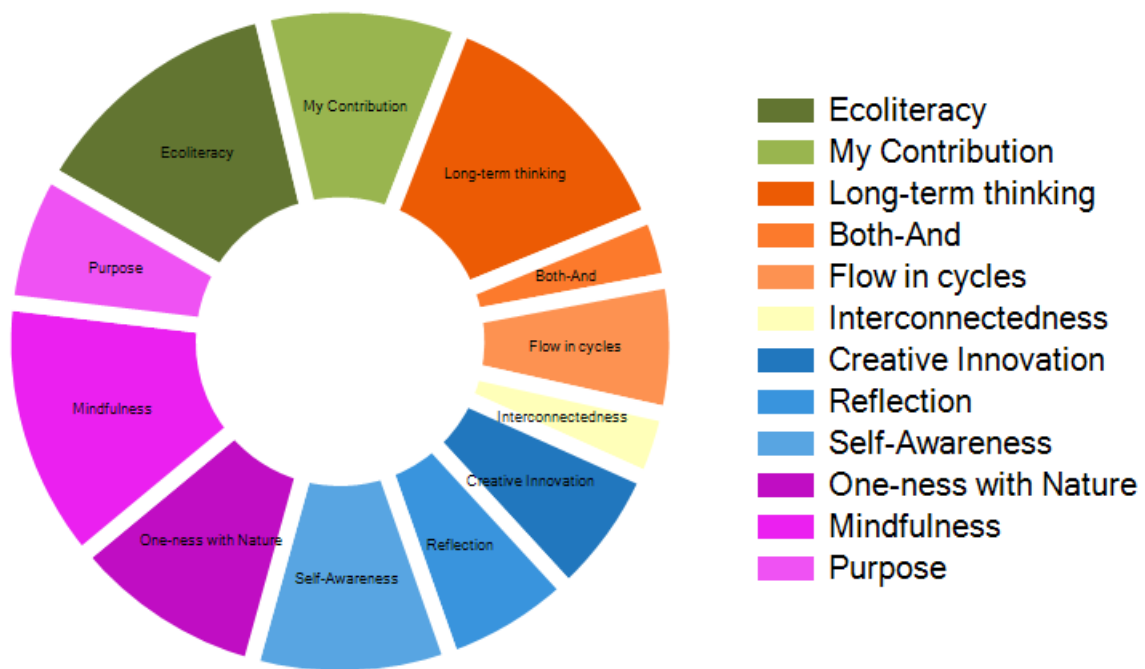 My Contribution
Ecoliteracy
Long-term thinking
Purpose
Both-And
Flow in cycles
Mindfulness
Interconnectedness
Creative Innovation
One-ness with Nature
Reflection
Self-Awareness
Ecoliteracy
My Contribution
Long-term thinking
Both-And
Flow in cycles
Interconnectedness
Creative Innovation
Reflection
Self-Awareness
One-ness with Nature
Mindfulness
Purpose